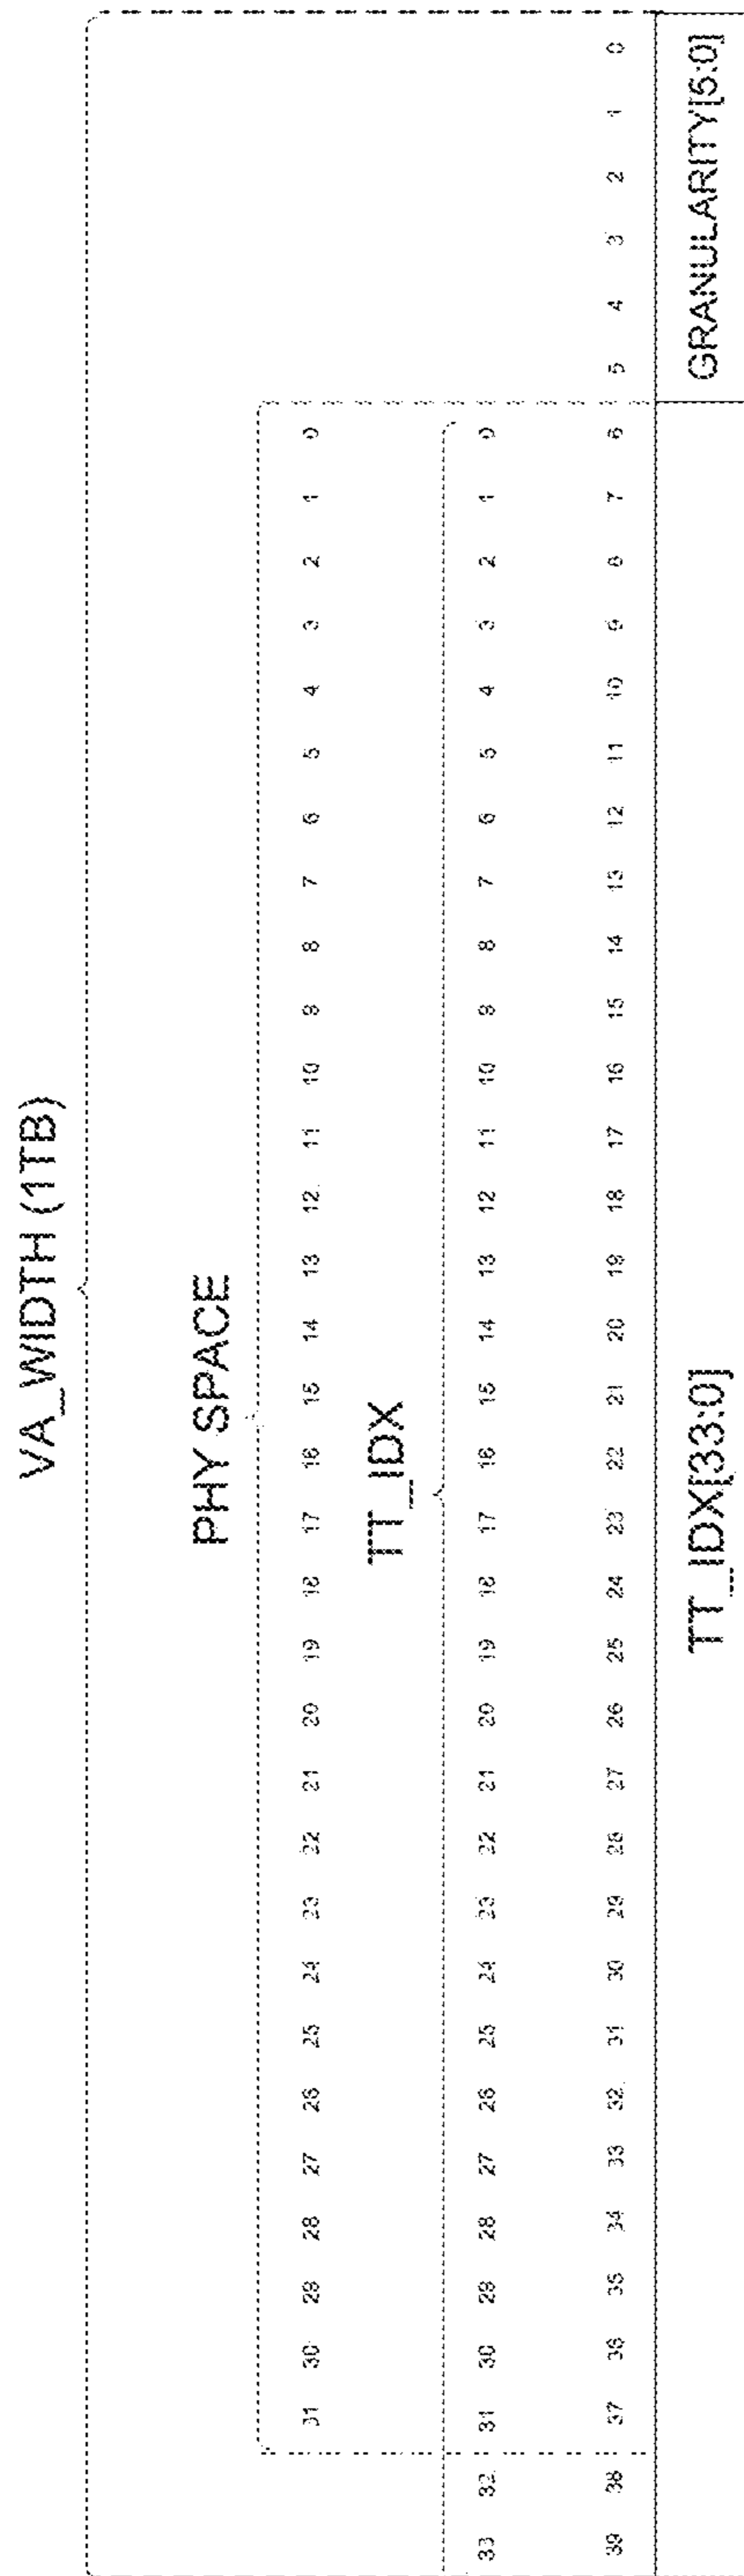 VA_WIDTH (1TB)
PHY SPACE
31 30 29 28 27 26 25 24 23 22 21 20 19 18 17 16 15 14 13 12 11 10 9 8 7 6 5 4 3 2 1 0
TT_IDX
33 32 31 30 29 28 27 26 25 24 23 22 21 20 19 18 17 16 15 14 13 12 11 10 9 8 7 6 5 4 3 2 1 0
39 38 37 36 35 34 33 32 31 30 29 28 27 26 25 24 23 22 21 20 19 18 17 16 15 14 13 12 11 10 9 8 7 6 5 4 3 2 1 0
TT_IDX[33:0] GRANULARITY[5:0]